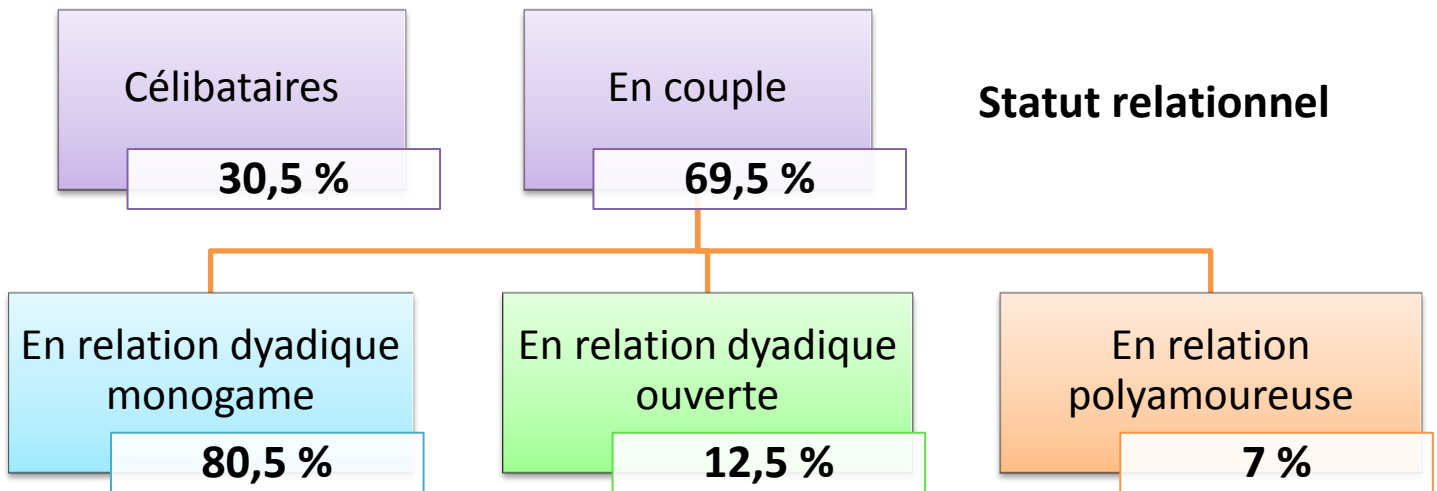 Célibataires
30,5 %
En couple
69,5 %
Statut relationnel
En relation dyadique
monogame
80,5 %
En relation dyadique
ouverte
12,5 %
En relation
polyamoureuse
7 %